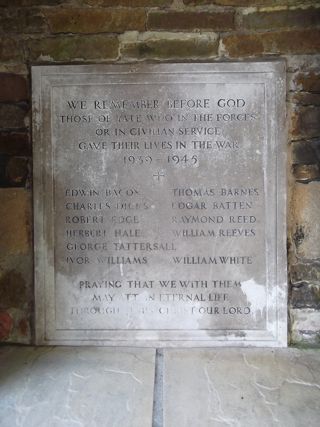 WE REMEMBER BEFORE GOD
THOSE OF WHO IN THE FORCES
OR IN CIVILIAN SERVICE
GAVE THEIR LIVES IN THE WAR
1939-1945
EDWIN BACON THOMAS BARNES
CHARLES EDGAR BATTEN
ROBERT EDGE RAYMOND REED
HERBERT HALE WILLIAM REEVES
GEORGE TATTERSALL
IVOR WILLIAMS WILLIAM WHITE
PRAYING THAT WE WITH THEM
MAY ATTAIN ETERNAL LIFE
THROUGH JESUS CHRIST OUR LORD